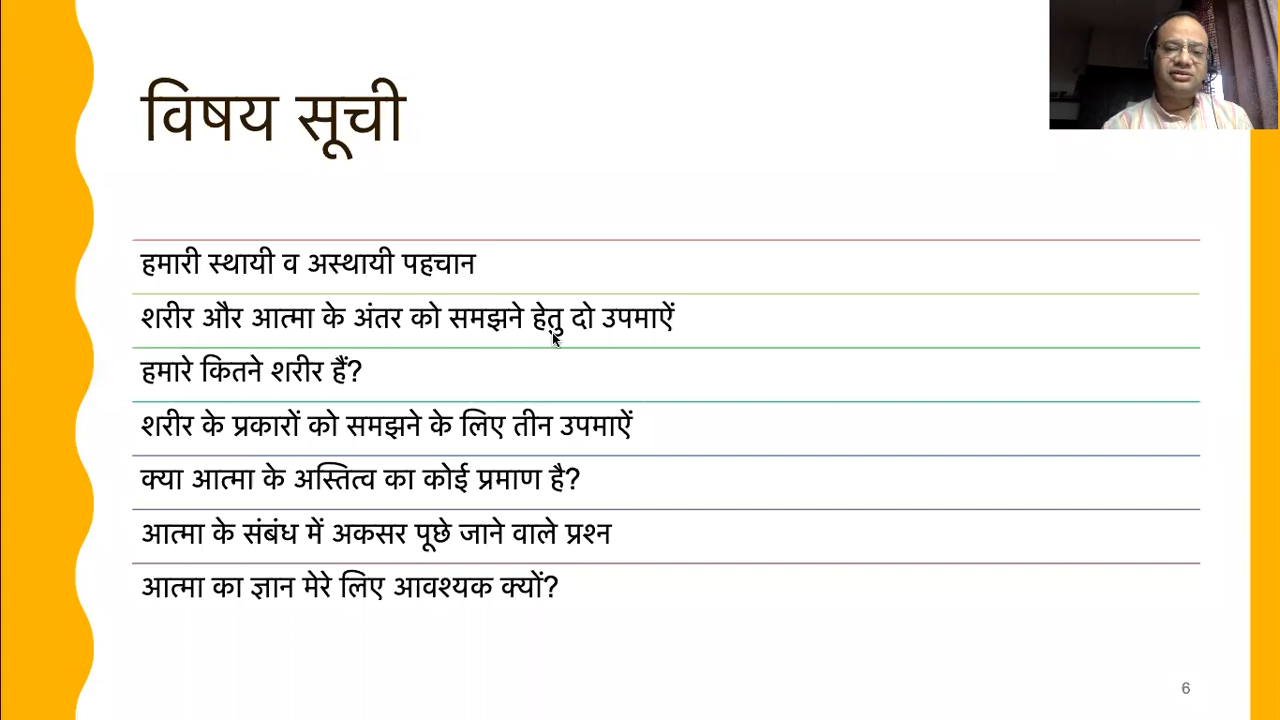 विषय सूची
हमारी स्थायी व अस्थायी पहचान
शरीर और आत्मा के अंतर को समझने हेतु दो उपमाऐं
हमारे कितने शरीर हैं?
शरीर के प्रकारों को समझने के लिए तीन उपमाऐं
क्या आत्मा के अस्तित्व का कोई प्रमाण है?
आत्मा के संबंध में अकसर पूछे जाने वाले प्रश्न
आत्मा का ज्ञान मेरे लिए आवश्यक क्यों?
6